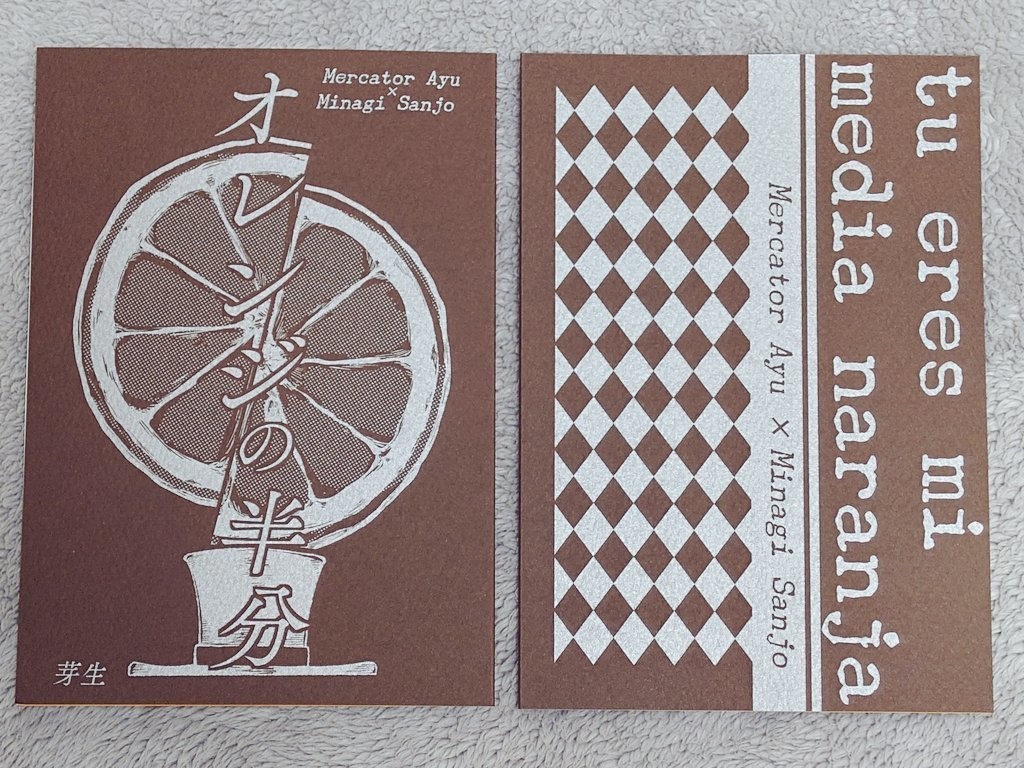 Mercator Ayu
×
Minagi Sanjo
オレンジの半分
芽生
tu eres mi
media naranja
Mercator Ayu × Minagi Sanjo